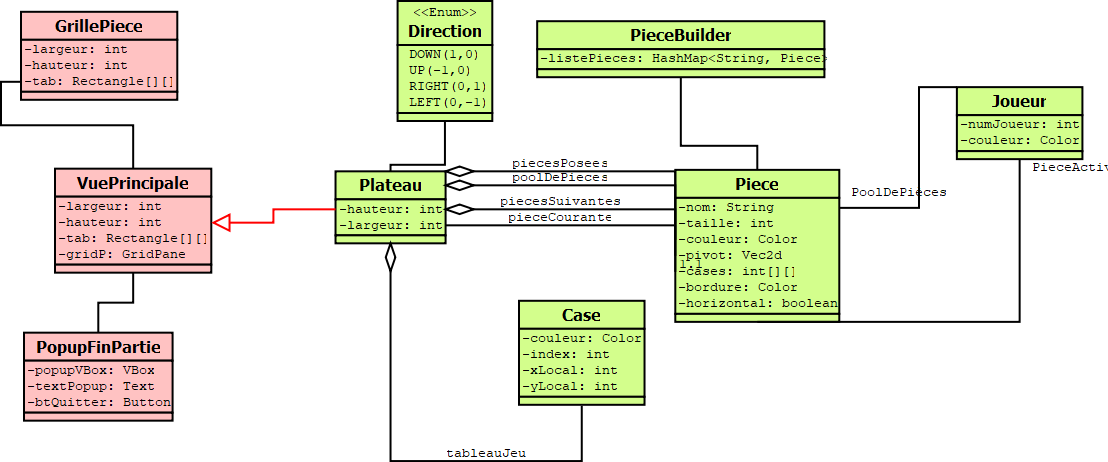 GrillePiece
-largeur: int
-hauteur: int
-tab: Rectangle[][]
<<Enum>>
Direction
DOWN(1,0)
UP(-1,0)
RIGHT(0,1)
LEFT(0,-1)
PieceBuilder
-listePieces: HashMap<String, Piece>
Joueur
-numJoueur: int
-couleur: Color
VuePrincipale
-largeur: int
-hauteur: int
-tab: Rectangle[][]
-gridP: GridPane
Plateau
-hauteur: int
-largeur: int
piecesPosees
poolDePieces
piecesSuivantes
pieceCourante
Piece
-nom: String
-taille: int
-couleur: Color
-pivot: Vec2d
1.1
-cases: int[][]
-bordure: Color
-horizontal: boolean
PoolDePieces
PieceActiv
Case
-couleur: Color
-index: int
-xLocal: int
-yLocal: int
PopupFinPartie
-popupVBox: VBox
-textPopup: Text
-btQuitter: Button
tableauJeu